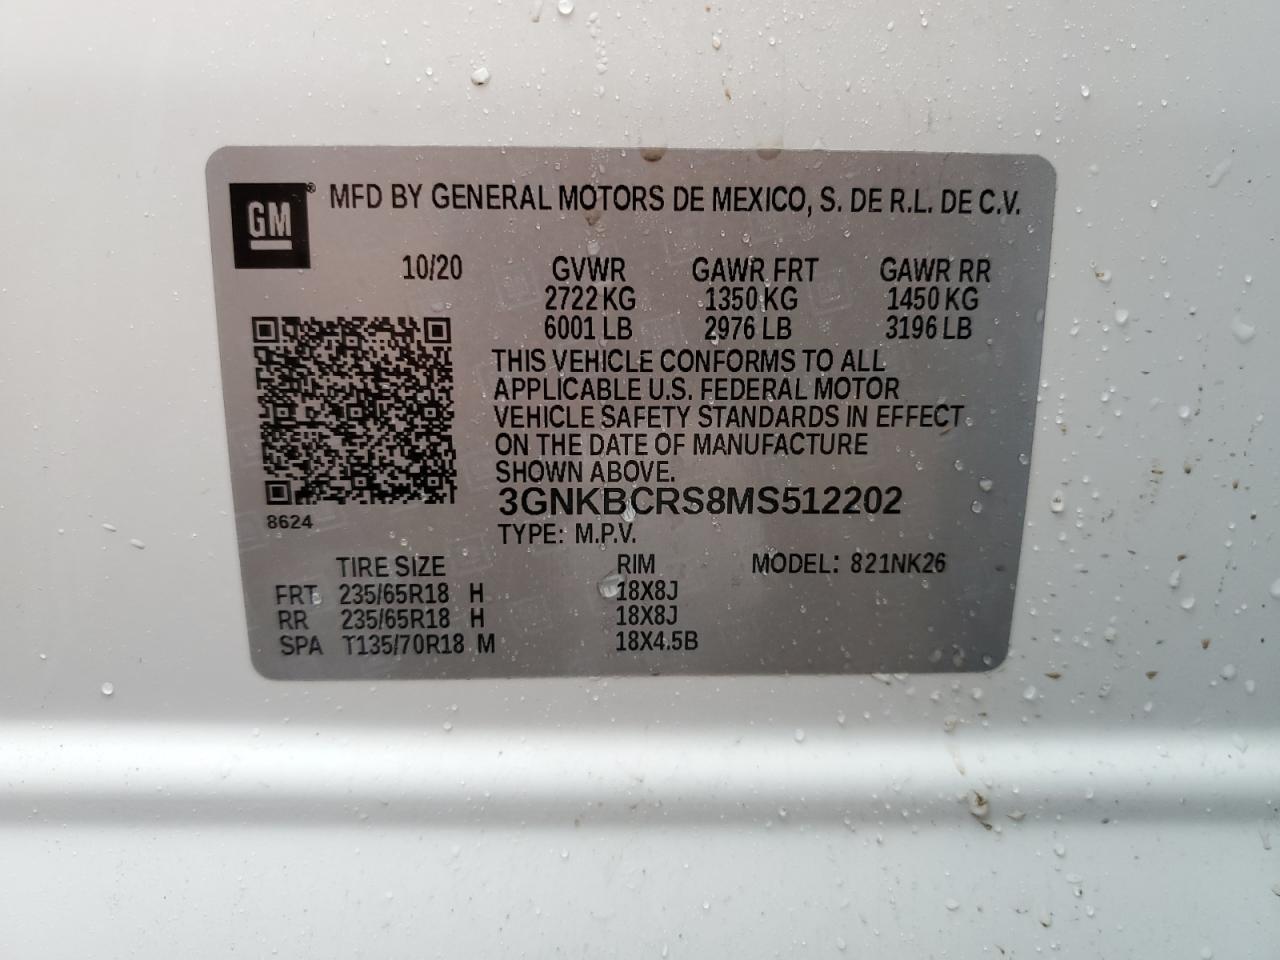 GM® MFD BY GENERAL MOTORS DE MEXICO, S. DE R.L. DE C.V.
10/20 GVWR GAWR FRT GAWR RR
2722 KG 1350 KG 1450 KG
6001 LB 2976 LB 3196 LB
THIS VEHICLE CONFORMS TO ALL
APPLICABLE U.S. FEDERAL MOTOR
VEHICLE SAFETY STANDARDS IN EFFECT
ON THE DATE OF MANUFACTURE
SHOWN ABOVE.
3GNKBCRS8MS512202
8624
TYPE: M.P.V.
TIRE SIZE RIM MODEL: 821NK26
FRT 235/65R18 H 18X8J
RR 235/65R18 H 18X8J
SPA T135/70R18 M 18X4.5B